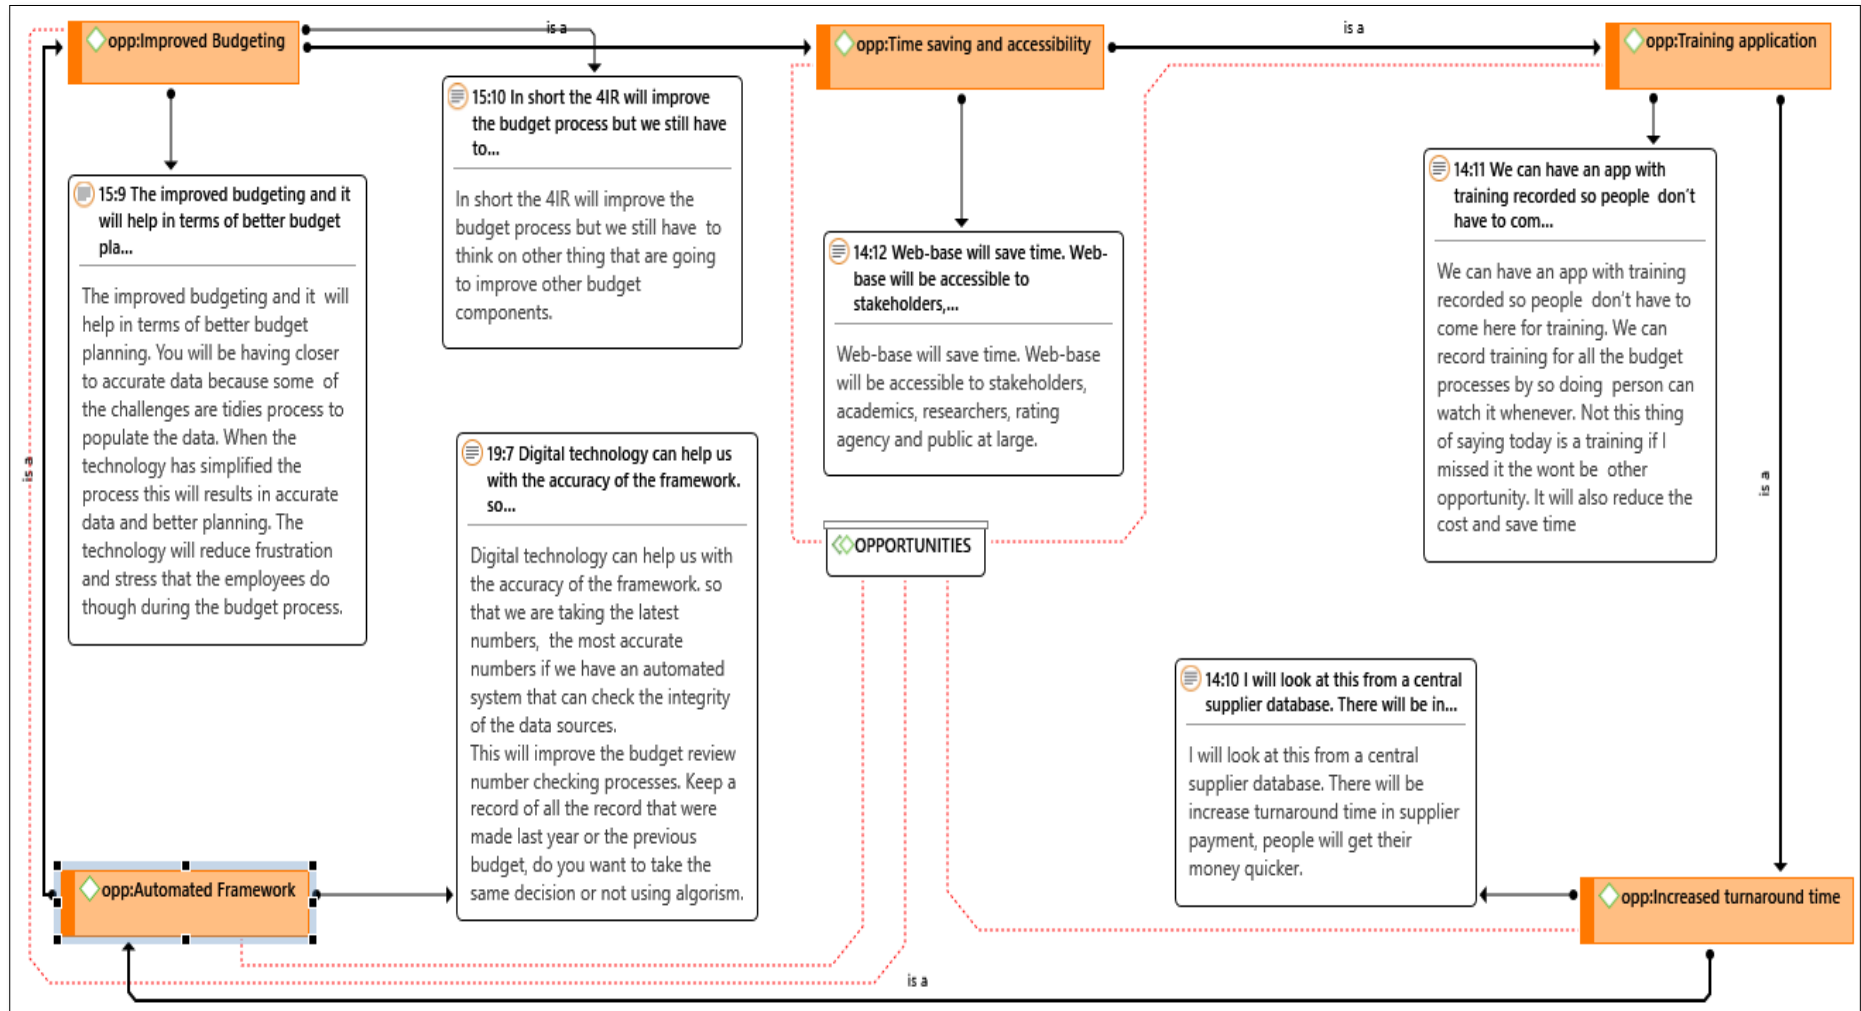 opp:Improved Budgeting
is a
opp:Time saving and accessibility
is a
opp:Training application
15:10 In short the 4IR will improve
the budget process but we still have
to...
In short the 4IR will improve the
budget process but we still have  to
think on other thing that are going
to improve other budget
components.
15:9 The improved budgeting and it
will help in terms of better budget
pla...
The improved budgeting and it  will
help in terms of better budget
planning. You will be having closer
to accurate data because some  of
the challenges are tidies process to
populate the data. When the
technology has simplified the
process this will results in accurate
data and better planning. The
technology will reduce frustration
and stress that the employees do
though during the budget process.
14:12 Web-base will save time. Web-
base will be accessible to
stakeholders,...
Web-base will save time. Web-base
will be accessible to stakeholders,
academics, researchers, rating
agency and public at large.
14:11 We can have an app with
training recorded so people  don't
have to com...
We can have an app with training
recorded so people  don't have to
come here for training. We can
record training for all the budget
processes by so doing  person can
watch it whenever. Not this thing
of saying today is a training if I
missed it the wont be  other
opportunity. It will also reduce the
cost and save time
is a
is a
19:7 Digital technology can help us
with the accuracy of the framework.
so...
Digital technology can help us with
the accuracy of the framework. so
that we are taking the latest
numbers,  the most accurate
numbers if we have an automated
system that can check the integrity
of the data sources.
This will improve the budget review
number checking processes. Keep a
record of all the record that were
made last year or the previous
budget, do you want to take the
same decision or not using algorism.
OPPORTUNITIES
14:10 I will look at this from a central
supplier database. There will be in...
I will look at this from a central
supplier database. There will be
increase turnaround time in supplier
payment, people will get their
money quicker.
opp:Automated Framework
opp:Increased turnaround time
is a